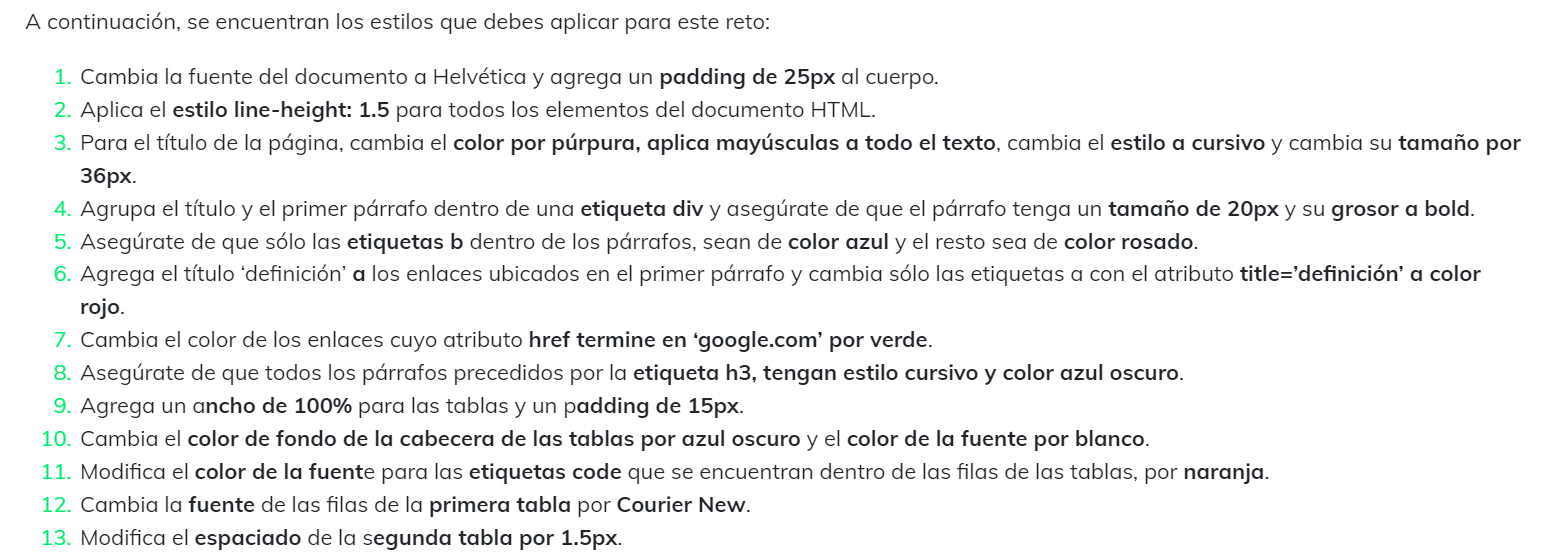 A continuación, se encuentran los estilos que debes aplicar para este reto:
1. Cambia la fuente del documento a Helvética y agrega un padding de 25px al cuerpo.
2. Aplica el estilo line-height: 1.5 para todos los elementos del documento HTML.
3. Para el título de la página, cambia el color por púrpura, aplica mayúsculas a todo el texto, cambia el estilo a cursivo y cambia su tamaño por
36px.
4. Agrupa el título y el primer párrafo dentro de una etiqueta div y asegúrate de que el párrafo tenga un tamaño de 20px y su grosor a bold.
5. Asegúrate de que sólo las etiquetas b dentro de los párrafos, sean de color azul y el resto sea de color rosado.
6. Agrega el título ‘definición’ a los enlaces ubicados en el primer párrafo y cambia sólo las etiquetas a con el atributo title=’definición’ a color
rojo.
7. Cambia el color de los enlaces cuyo atributo href termine en ‘google.com’ por verde.
8. Asegúrate de que todos los párrafos precedidos por la etiqueta h3, tengan estilo cursivo y color azul oscuro.
9. Agrega un ancho de 100% para las tablas y un padding de 15px.
10. Cambia el color de fondo de la cabecera de las tablas por azul oscuro y el color de la fuente por blanco.
11. Modifica el color de la fuente para las etiquetas code que se encuentran dentro de las filas de las tablas, por naranja.
12. Cambia la fuente de las filas de la primera tabla por Courier New.
13. Modifica el espaciado de la segunda tabla por 1.5px.